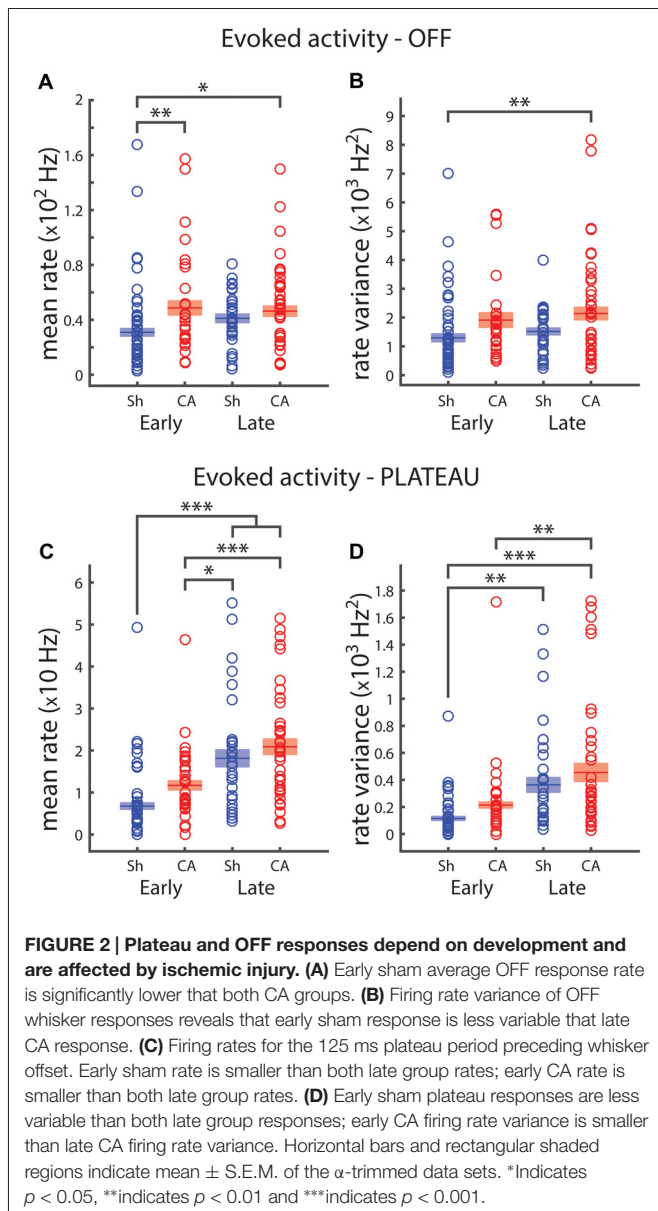 Evoked activity - OFF
A
B
*
**
**
2
1.6
1.2
0.8
0.4
0
mean rate (x10² Hz)
9
8
7
6
5
4
3
2
1
0
rate variance (x10³ Hz²)
Sh CA Sh CA
Early Late
Sh CA Sh CA
Early Late
Evoked activity - PLATEAU
C
D
***
***
*
**
***
**
6
5
4
3
2
1
0
mean rate (x10 Hz)
1.8
1.6
1.4
1.2
1
0.8
0.6
0.4
0.2
0
rate variance (x10³ Hz²)
Sh CA Sh CA
Early Late
Sh CA Sh CA
Early Late
FIGURE 2 | Plateau and OFF responses depend on development and
are affected by ischemic injury. (A) Early sham average OFF response rate
is significantly lower that both CA groups. (B) Firing rate variance of OFF
whisker responses reveals that early sham response is less variable that late
CA response. (C) Firing rates for the 125 ms plateau period preceding whisker
offset. Early sham rate is smaller than both late group rates; early CA rate is
smaller than both late group rates. (D) Early sham plateau responses are less
variable than both late group responses; early CA firing rate variance is smaller
than late CA firing rate variance. Horizontal bars and rectangular shaded
regions indicate mean ± S.E.M. of the α-trimmed data sets. *Indicates
p < 0.05, **indicates p < 0.01 and ***indicates p < 0.001.